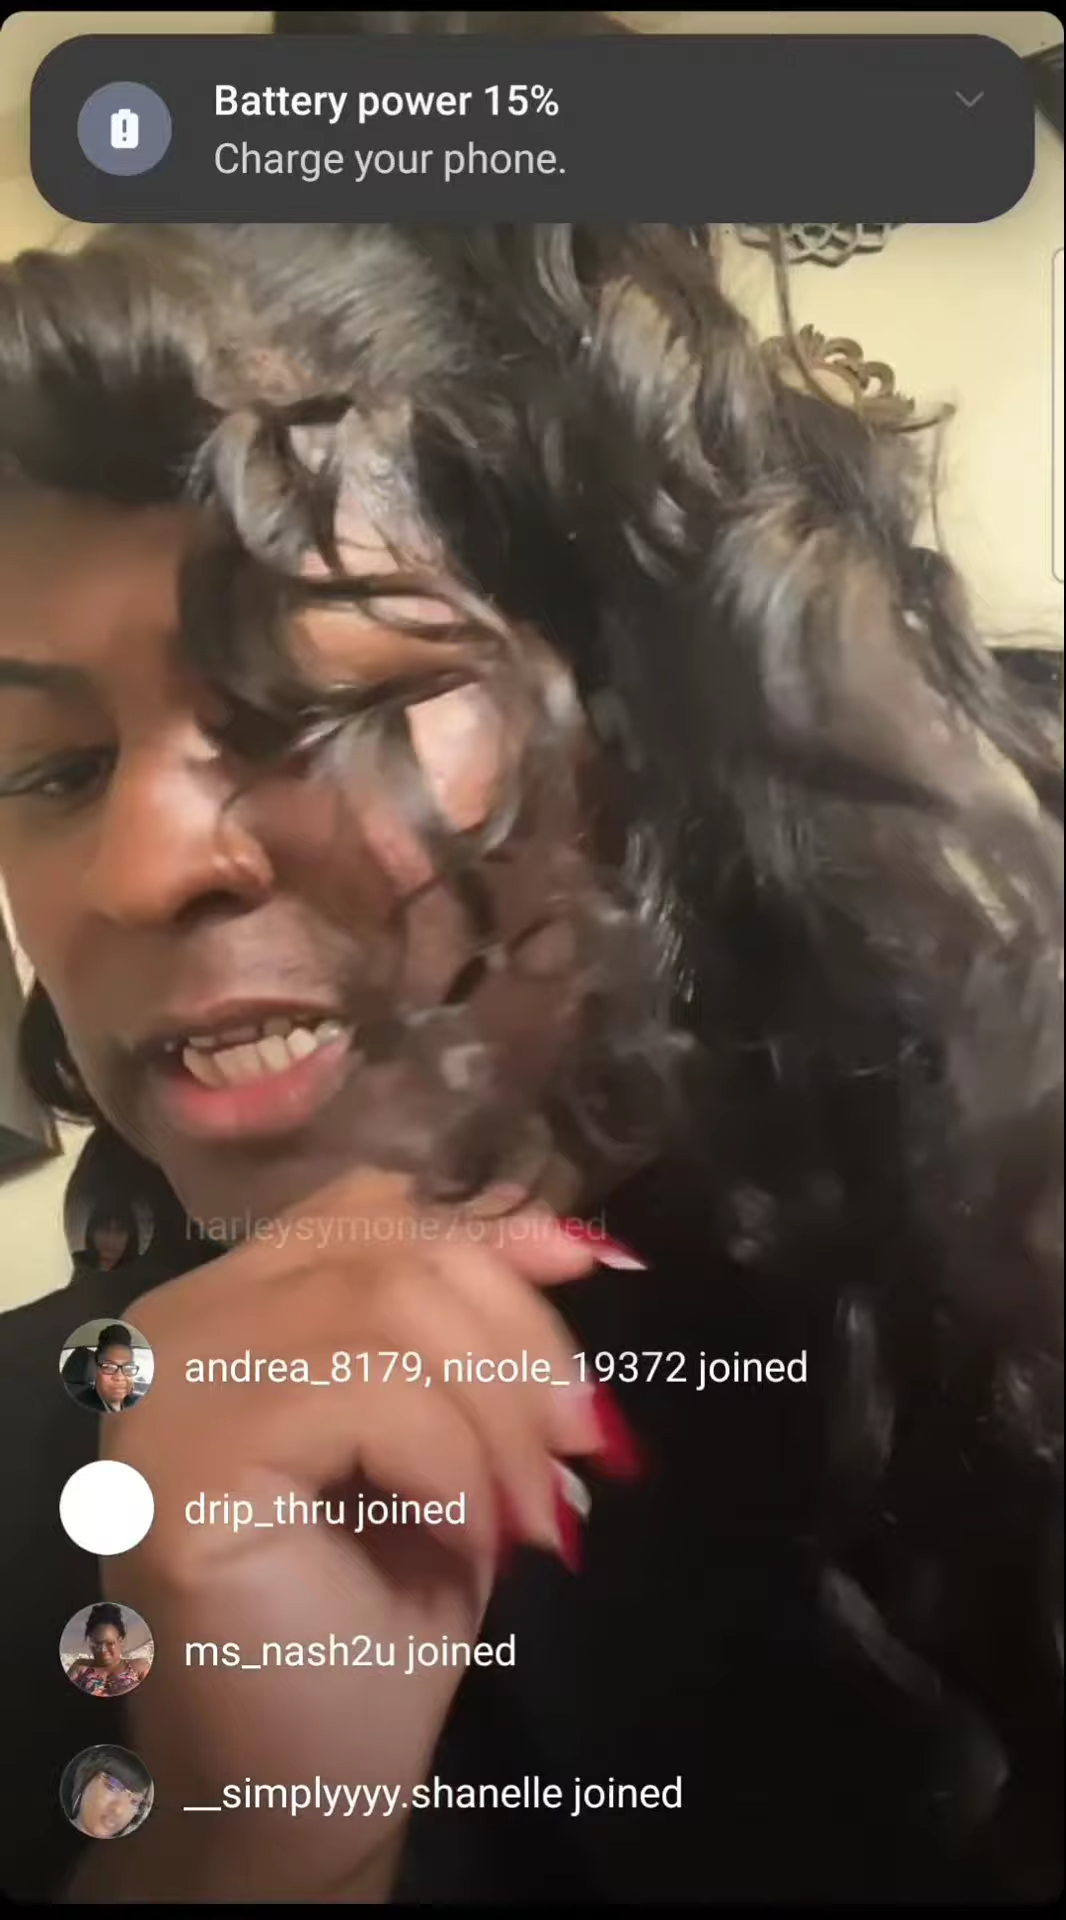 Battery power 15%
Charge your phone.
harleysymone76 joined
andrea_8179, nicole_19372 joined
drip_thru joined
ms_nash2u joined
__simplyyyy.shanelle joined